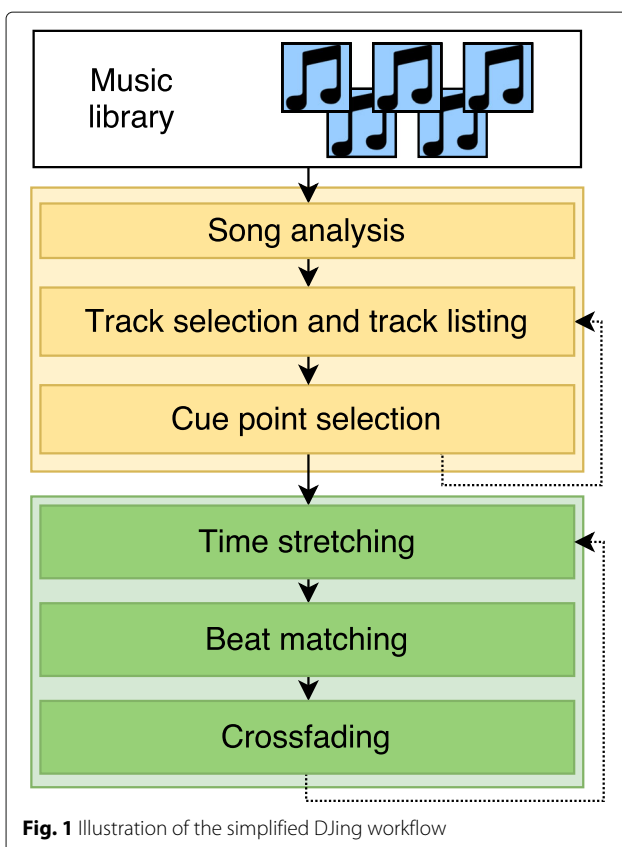 Music
library
Song analysis
Track selection and track listing
Cue point selection
Time stretching
Beat matching
Crossfading
Fig. 1 Illustration of the simplified DJing workflow